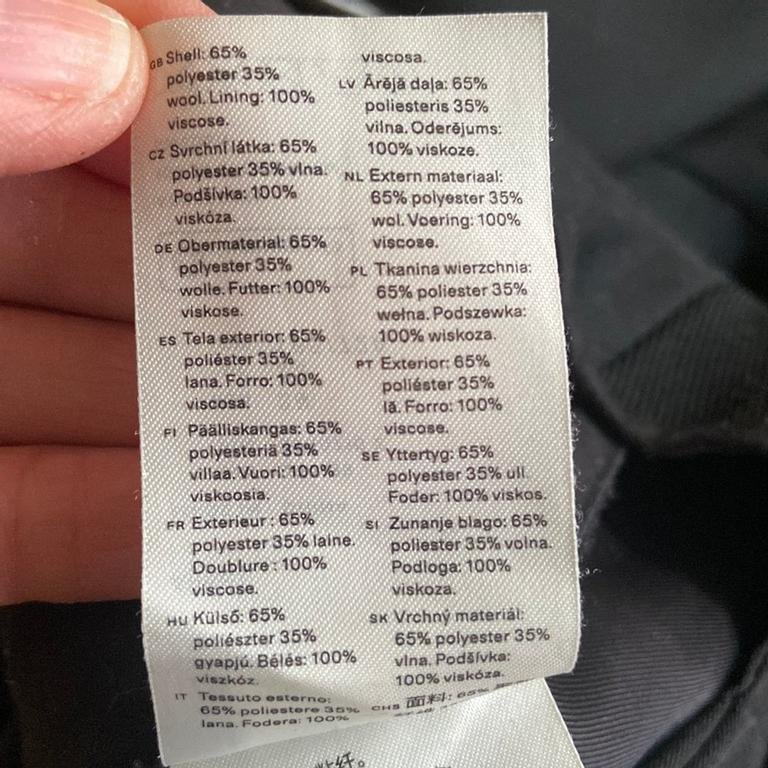 GB Shell: 65%
polyester 35%
wool. Lining: 100%
viscose.
CZ Svrchní látka: 65%
polyester 35% vlna.
Podšívka: 100%
viskóza.
DE Obermaterial: 65%
polyester 35%
wolle. Futter: 100%
viskose.
ES Tela exterior: 65%
poliéster 35%
lana. Forro: 100%
viscosa.
FI Päälliskangas: 65%
polyesteriä 35%
villaa. Vuori: 100%
viskoosia.
FR Exterieur : 65%
polyester 35% laine.
Doublure : 100%
viscose.
HU Külső: 65%
poliészter 35%
gyapjú. Bélés: 100%
viszkóz.
IT Tessuto esterno:
65% poliestere 35%
lana. Fodera: 100%
viscosa.
LV Ārējā daļa: 65%
poliesteris 35%
vilna. Oderējums:
100% viskoze.
NL Extern materiaal:
65% polyester 35%
wol. Voering: 100%
viscose.
PL Tkanina wierzchnia:
65% poliester 35%
wełna. Podszewka:
100% wiskoza.
PT Exterior: 65%
poliéster 35%
lã. Forro: 100%
viscose.
SE Yttertyg: 65%
polyester 35% ull.
Foder: 100% viskos.
SI Zunanje blago: 65%
poliester 35% volna.
Podloga: 100%
viskoza.
SK Vrchný materiál:
65% polyester 35%
vlna. Podšívka:
100% viskóza.
CHS 面料: 65%
纤。